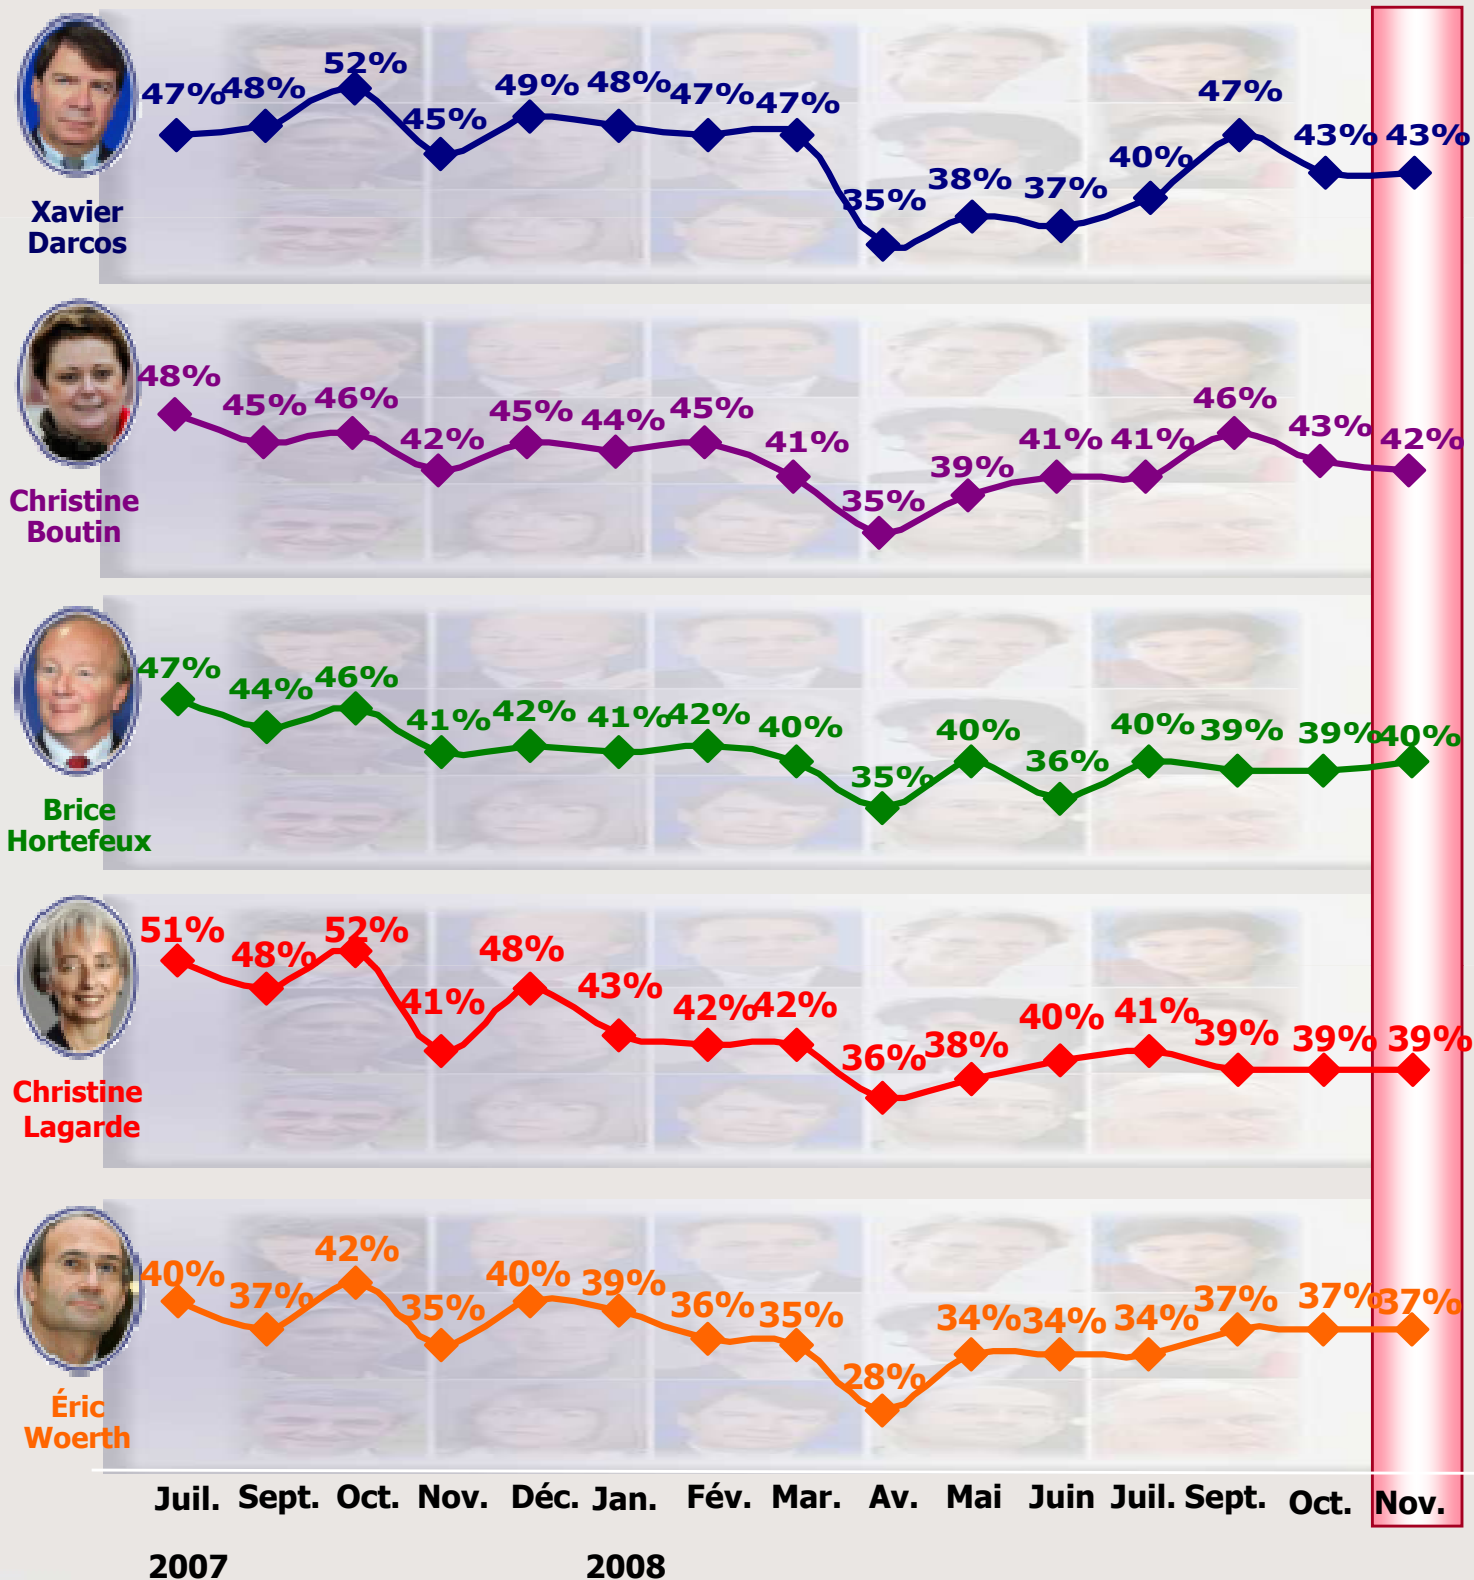 47% 48% 52% 45% 49% 48% 47% 47% 35% 38% 37% 40% 47% 43% 43%
Xavier
Darcos
48% 45% 46% 42% 45% 44% 45% 41% 35% 39% 41% 41% 46% 43% 42%
Christine
Boutin
47% 44% 46% 41% 42% 41% 42% 40% 35% 40% 36% 40% 39% 39% 40%
Brice
Hortefeux
51% 48% 52% 41% 48% 43% 42% 42% 36% 38% 40% 41% 39% 39% 39%
Christine
Lagarde
40% 37% 42% 35% 40% 39% 36% 35% 28% 34% 34% 34% 37% 37% 37%
Éric
Woerth
Juil. Sept. Oct. Nov. Déc. Jan. Fév. Mar. Av. Mai Juin Juil. Sept. Oct. Nov.
2007 2008